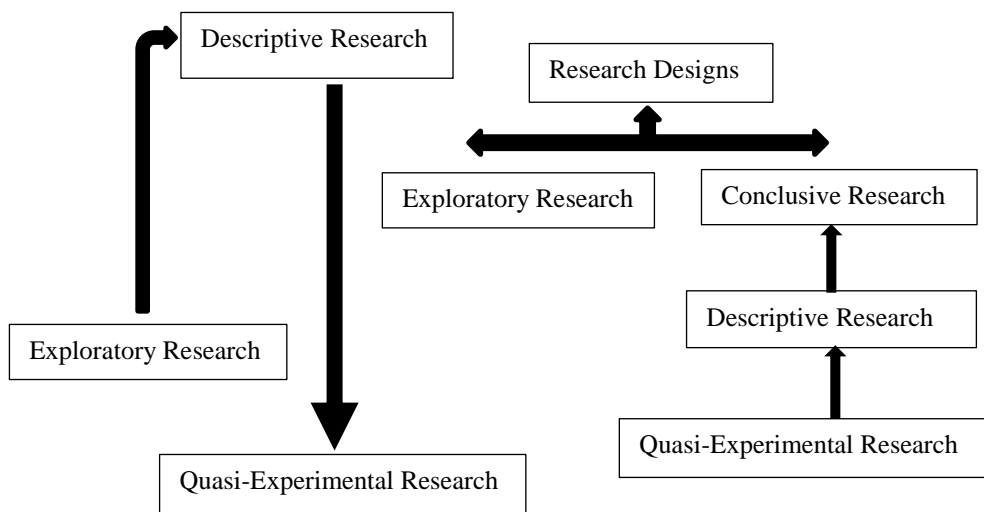 Descriptive Research
Research Designs
Exploratory Research
Conclusive Research
Descriptive Research
Exploratory Research
Quasi-Experimental Research
Quasi-Experimental Research